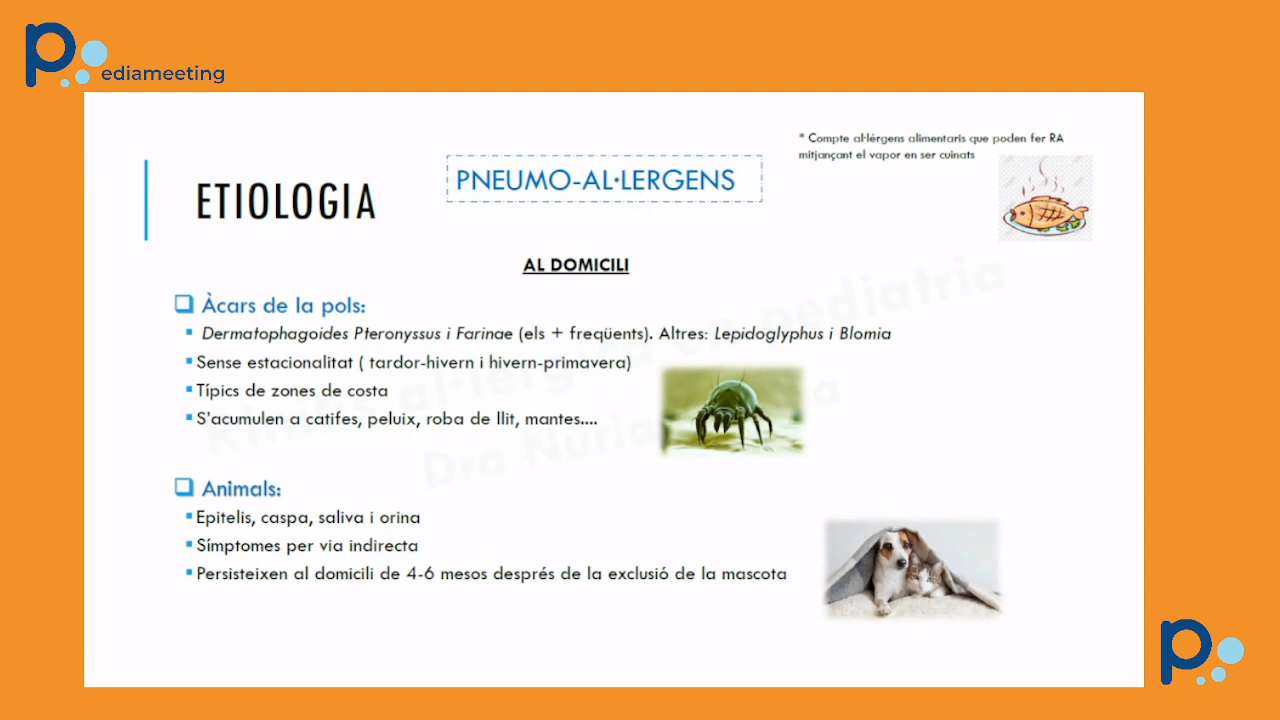 pediameeting
* Compte al·lèrgens alimentaris que poden fer RA
mitjançant el vapor en ser cuinats
PNEUMO-AL·LERGENS
ETIOLOGIA
AL DOMICILI
Àcars de la pols:
Dermatophagoides Pteronyssus i Farinae (els + freqüents). Altres: Lepidoglyphus i Blomia
Sense estacionalitat ( tardor-hivern i hivern-primavera)
Típics de zones de costa
S'acumulen a catifes, peluix, roba de llit, mantes....
Animals:
Epitelis, caspa, saliva i orina
Símptomes per via indirecta
Persisteixen al domicili de 4-6 mesos després de la exclusió de la mascota
p